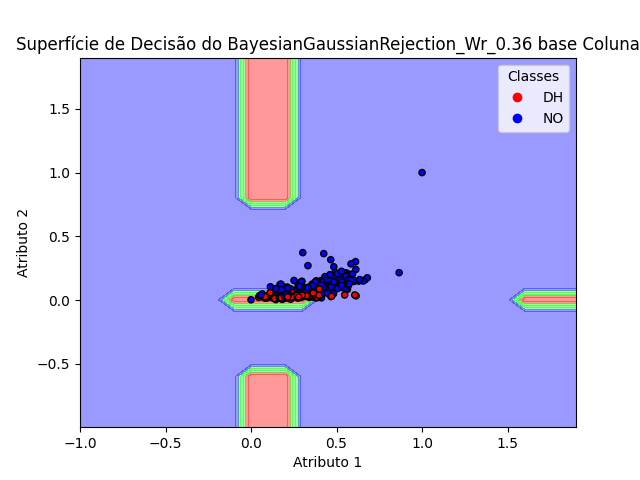 Superfície de Decisão do BayesianGaussianRejection_Wr_0.36 base Coluna
Classes
DH
NO
1.5
1.0
0.5
0.0
−0.5
Atributo 2
−1.0
−0.5
0.0
0.5
1.0
1.5
Atributo 1